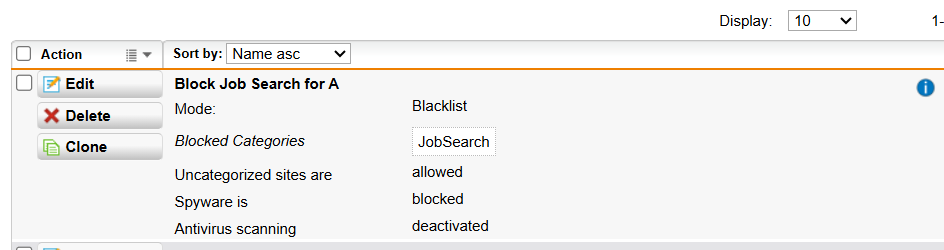 Display: 10 1-
Action Sort by: Name asc
Edit Block Job Search for A
Mode: Blacklist
Delete
Blocked Categories JobSearch
Clone
Uncategorized sites are allowed
Spyware is blocked
Antivirus scanning deactivated